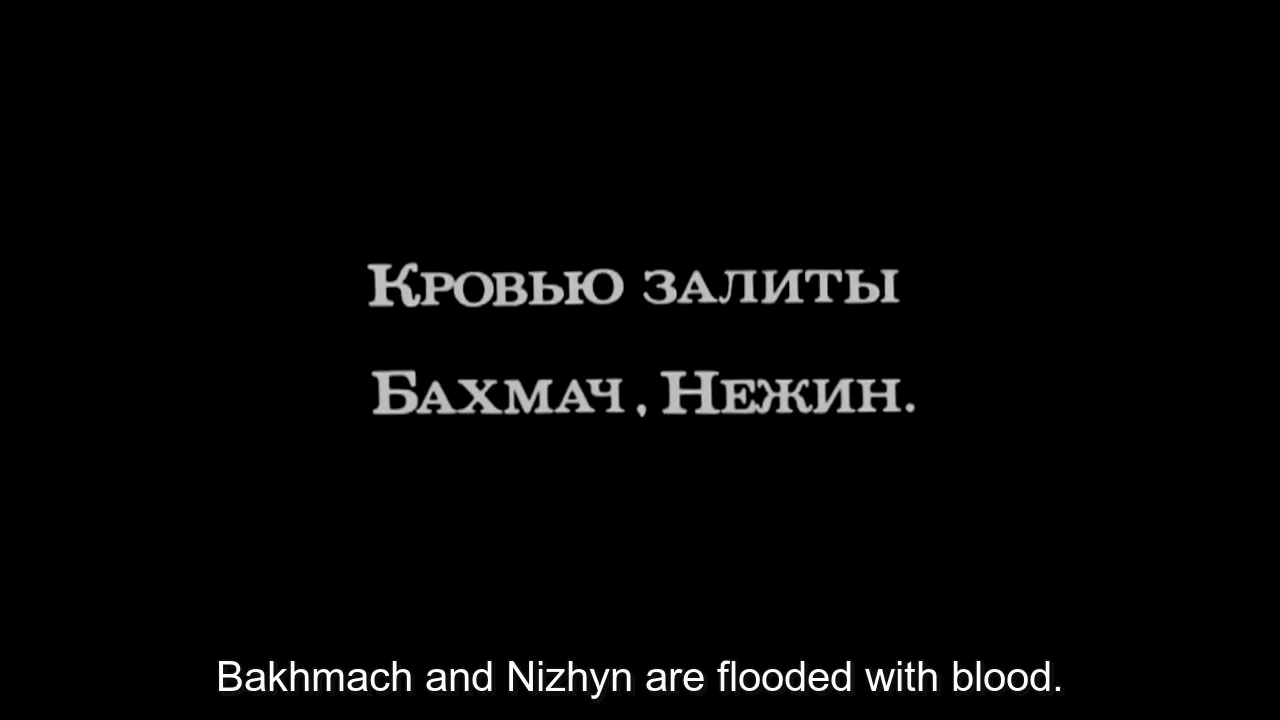 Кровью залиты
Бахмач, Нежин.
Bakhmach and Nizhyn are flooded with blood.